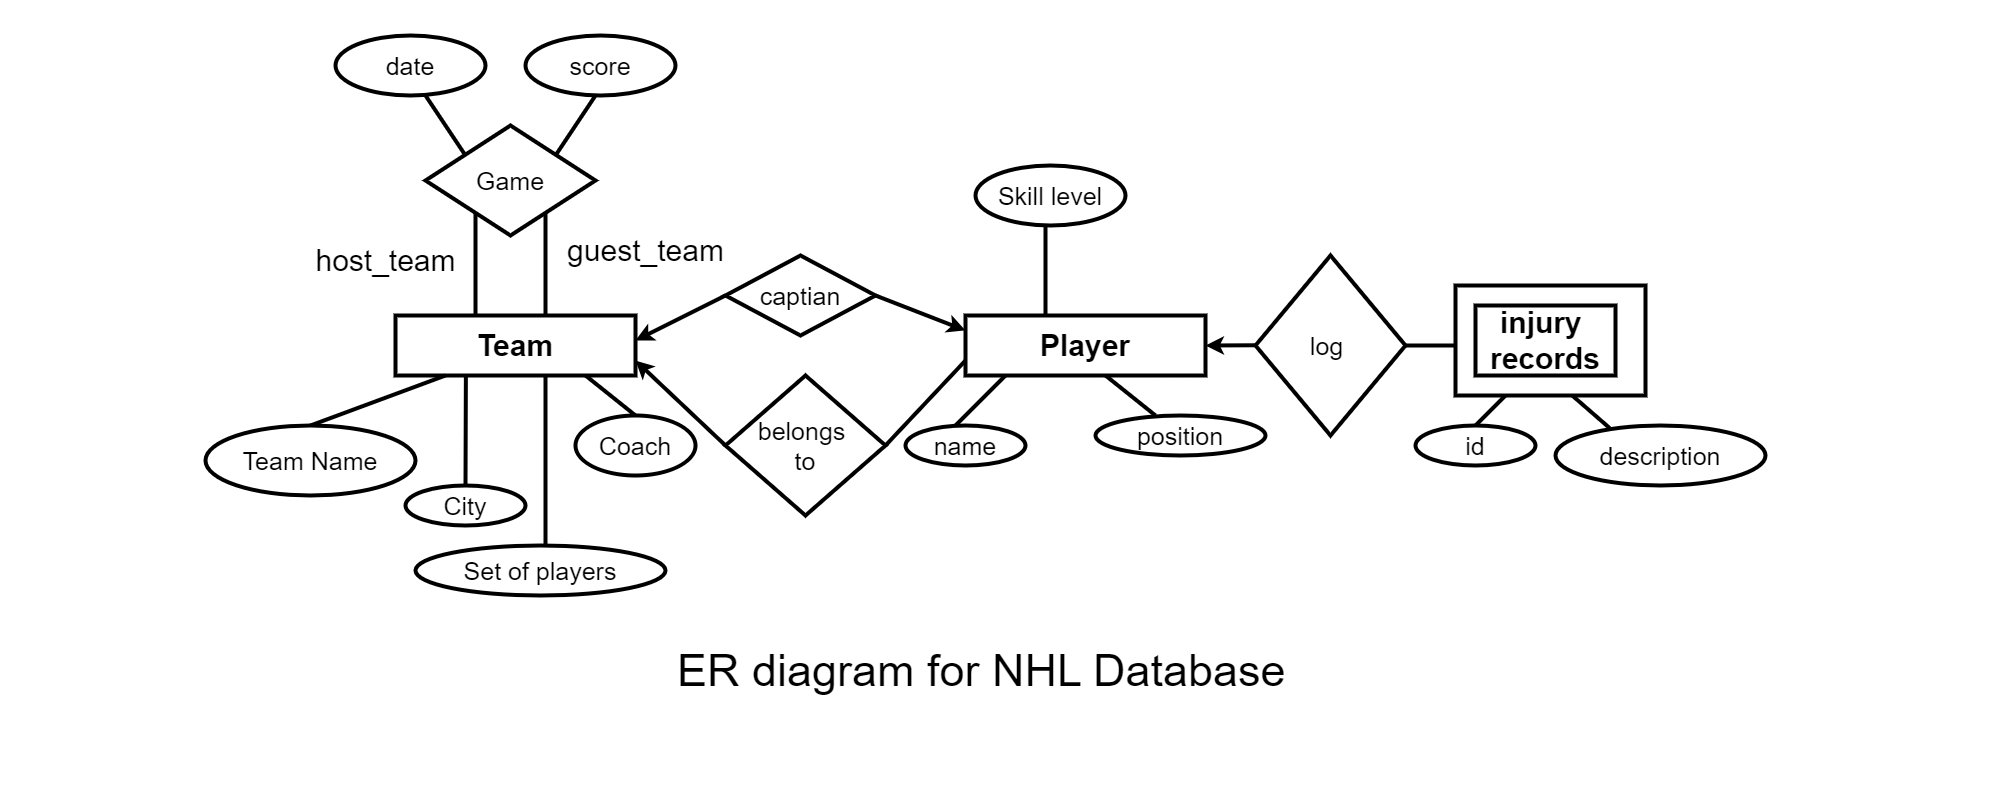 date
score
Game
Skill level
host_team
guest_team
captian
Team
Player
log
injury
records
Team Name
City
Set of players
Coach
belongs
to
name
position
id
description
ER diagram for NHL Database